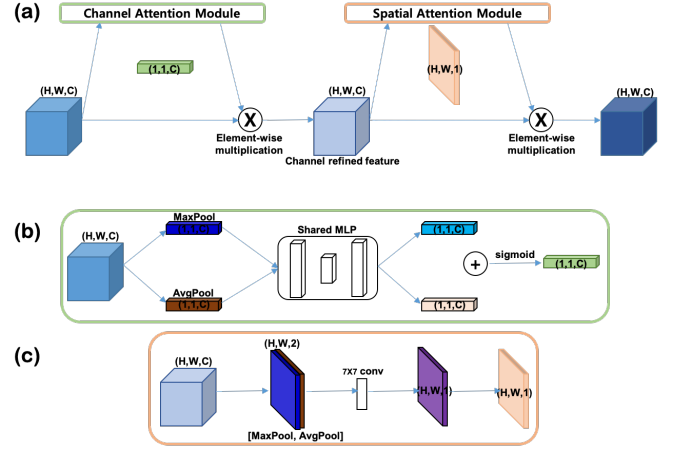 (a)
Channel Attention Module
Spatial Attention Module
(H,W,C)
(1,1,C)
X
Element-wise
multiplication
(H,W,C)
Channel refined feature
(H,W,1)
X
Element-wise
multiplication
(H,W,C)
(b)
(H,W,C)
MaxPool
(1,1,C)
AvgPool
(1,1,C)
Shared MLP
(1,1,C)
(1,1,C)
+
sigmoid
(1,1,C)
(c)
(H,W,C)
(H,W,2)
[MaxPool, AvgPool]
7X7 conv
(H,W,1)
(H,W,1)